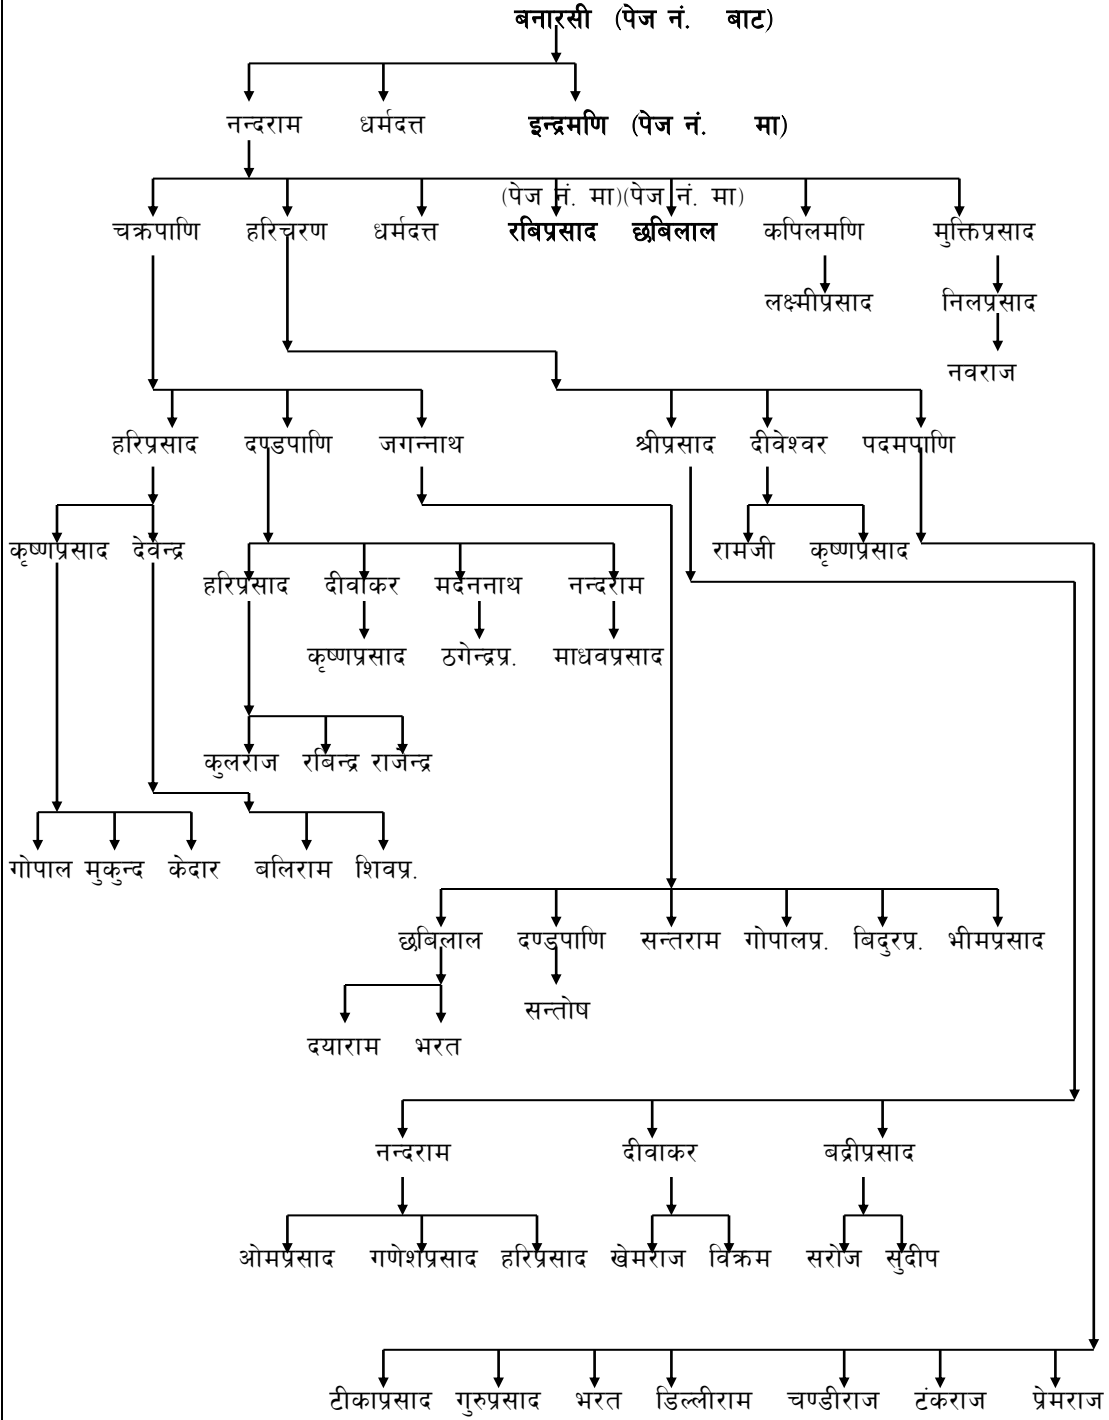 बनारसी (पेज नं. बाट)
नन्दराम धर्मदत्त इन्द्रमणि (पेज नं. मा)
(पेज नं. मा)(पेज नं. मा)
चक्रपाणि हरिचरण धर्मदत्त रबिप्रसाद छबिलाल कपिलमणि मुक्तिप्रसाद
लक्ष्मीप्रसाद निलप्रसाद
नवराज
हरिप्रसाद दण्डपाणि जगन्नाथ श्रीप्रसाद दीवेश्वर पदमपाणि
कृष्णप्रसाद देवेन्द्र रामजी कृष्णप्रसाद
हरिप्रसाद दीवाकर मदनननाथ नन्दराम
कृष्णप्रसाद ठगेन्द्रप्र. माधवप्रसाद
कुलराज रबिन्द्र राजेन्द्र
गोपाल मुकुन्द केदार बलिराम शिवप्र.
छबिलाल दण्डपाणि सन्तराम गोपालप्र. बिदुरप्र. भीमप्रसाद
सन्तोष
दयाराम भरत
नन्दराम दीवाकर बद्रीप्रसाद
ओमप्रसाद गणेशप्रसाद हरिप्रसाद खेमराज विक्रम सरोज सुदीप
टीकाप्रसाद गुरुप्रसाद भरत डिल्लीराम चण्डीराज टंकराज प्रेमराज